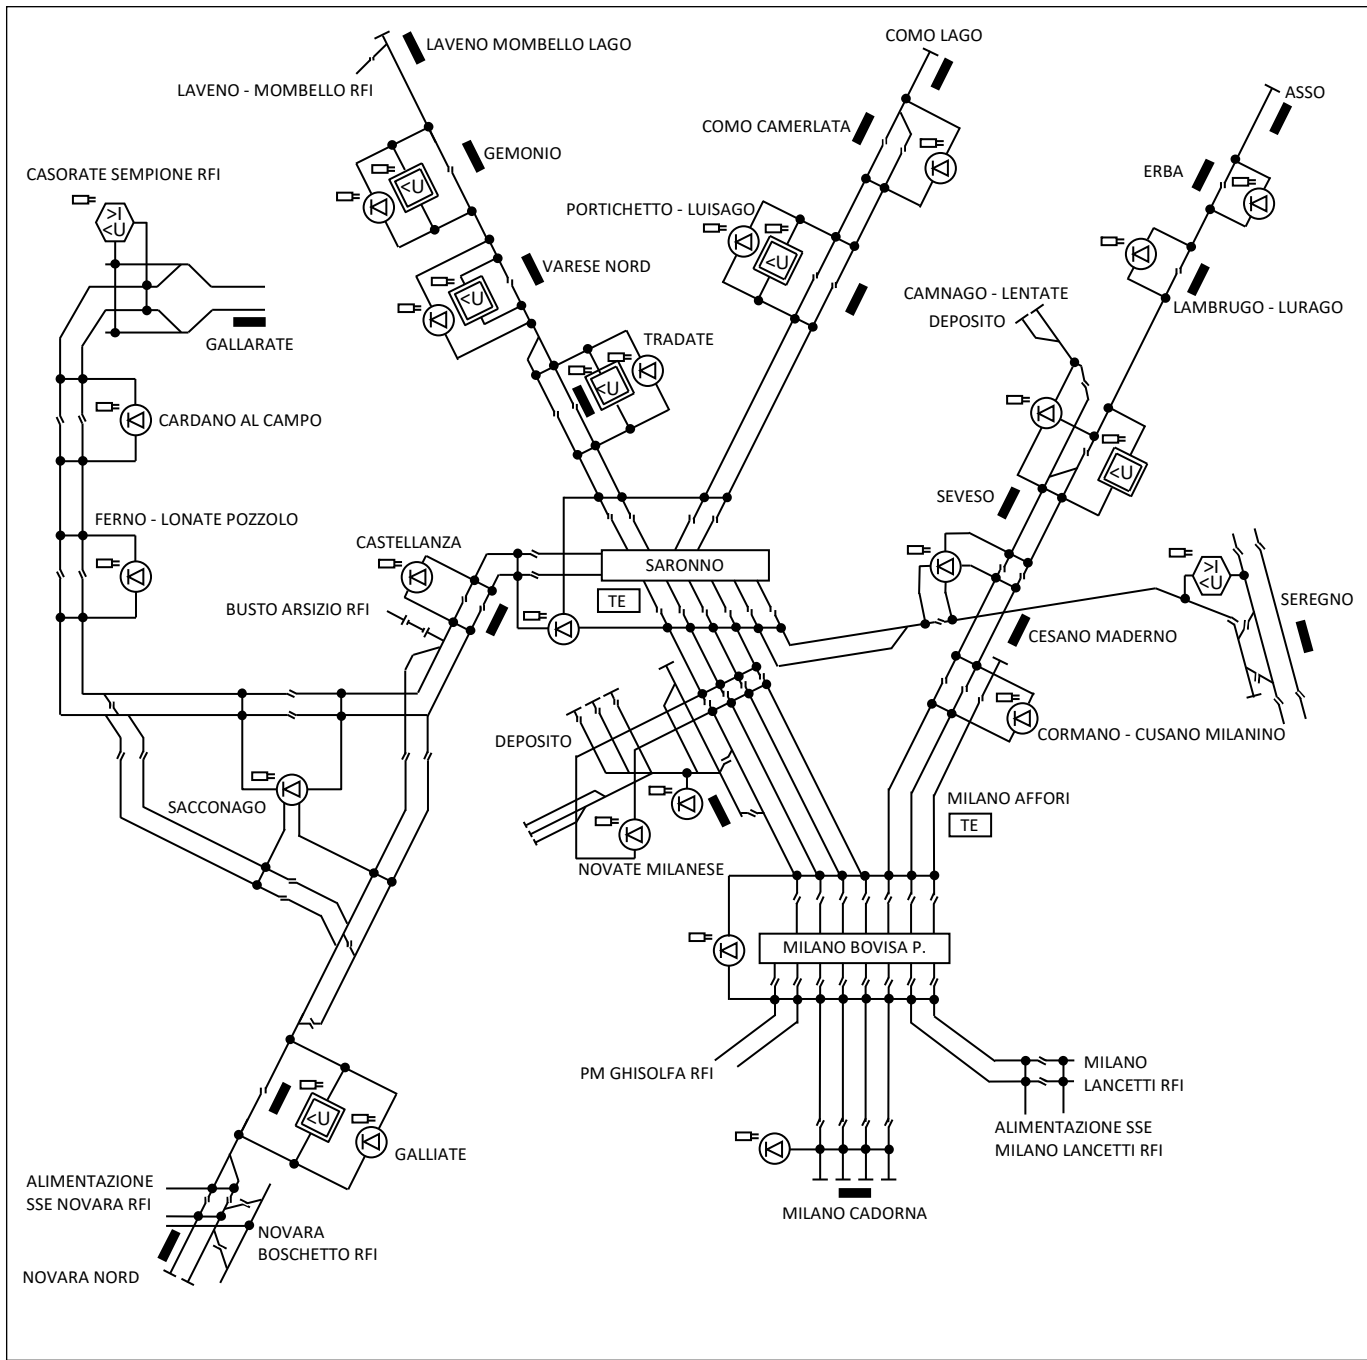 COMO LAGO
LAVENO MOMBELLO LAGO
LAVENO - MOMBELLO RFI
ASSO
COMO CAMERLATA
GEMONIO
ERBA
CASORATE SEMPIONE RFI
>I
<U
<U
PORTICHETTO - LUISAGO
<U
VARESE NORD
<U
CAMNAGO - LENTATE
DEPOSITO
LAMBRUGO - LURAGO
GALLARATE
TRADATE
<U
CARDANO AL CAMPO
<U
SEVESO
FERNO - LONATE POZZOLO
CASTELLANZA
SARONNO
TE
BUSTO ARSIZIO RFI
>I
<U
SEREGNO
CESANO MADERNO
DEPOSITO
CORMANO - CUSANO MILANINO
SACCONAGO
MILANO AFFORI
TE
NOVATE MILANESE
MILANO BOVISA P.
PM GHISOLFA RFI
MILANO
LANCETTI RFI
ALIMENTAZIONE SSE
MILANO LANCETTI RFI
<U
GALLIATE
ALIMENTAZIONE
SSE NOVARA RFI
MILANO CADORNA
NOVARA
BOSCHETTO RFI
NOVARA NORD